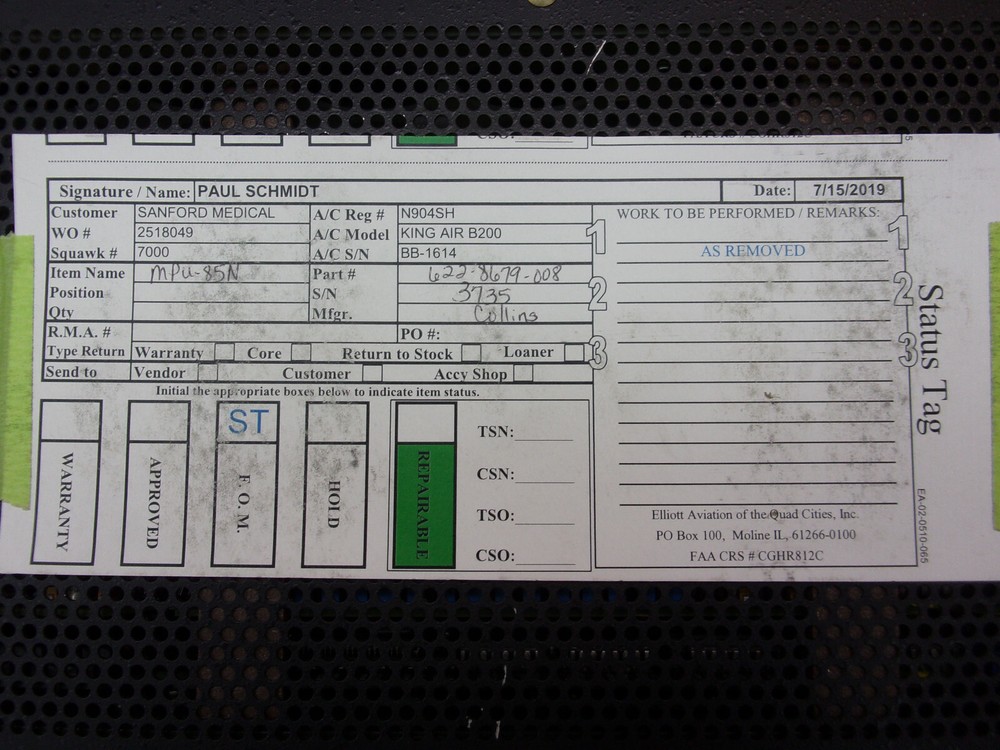 CSO:
Signature / Name: PAUL SCHMIDT Date: 7/15/2019
Customer SANFORD MEDICAL A/C Reg # N904SH
WO # 2518049 A/C Model KING AIR B200
Squawk # 7000 A/C S/N BB-1614
Item Name MPU-85N Part # 622-8679-008
Position S/N 3735
Qty Mfgr. Collins
R.M.A. # PO #:
Type Return Warranty Core Return to Stock Loaner
Send to Vendor Customer Accy Shop
Initial the appropriate boxes below to indicate item status.
WARRANTY
APPROVED
ST
F. O. M.
HOLD
REPAIRABLE
TSN:
CSN:
TSO:
CSO:
1
2
3
WORK TO BE PERFORMED / REMARKS:
AS REMOVED
Elliott Aviation of the Quad Cities, Inc.
PO Box 100, Moline IL, 61266-0100
FAA CRS # CGHR812C
1
2
3
Status Tag
EA-02-0510-065